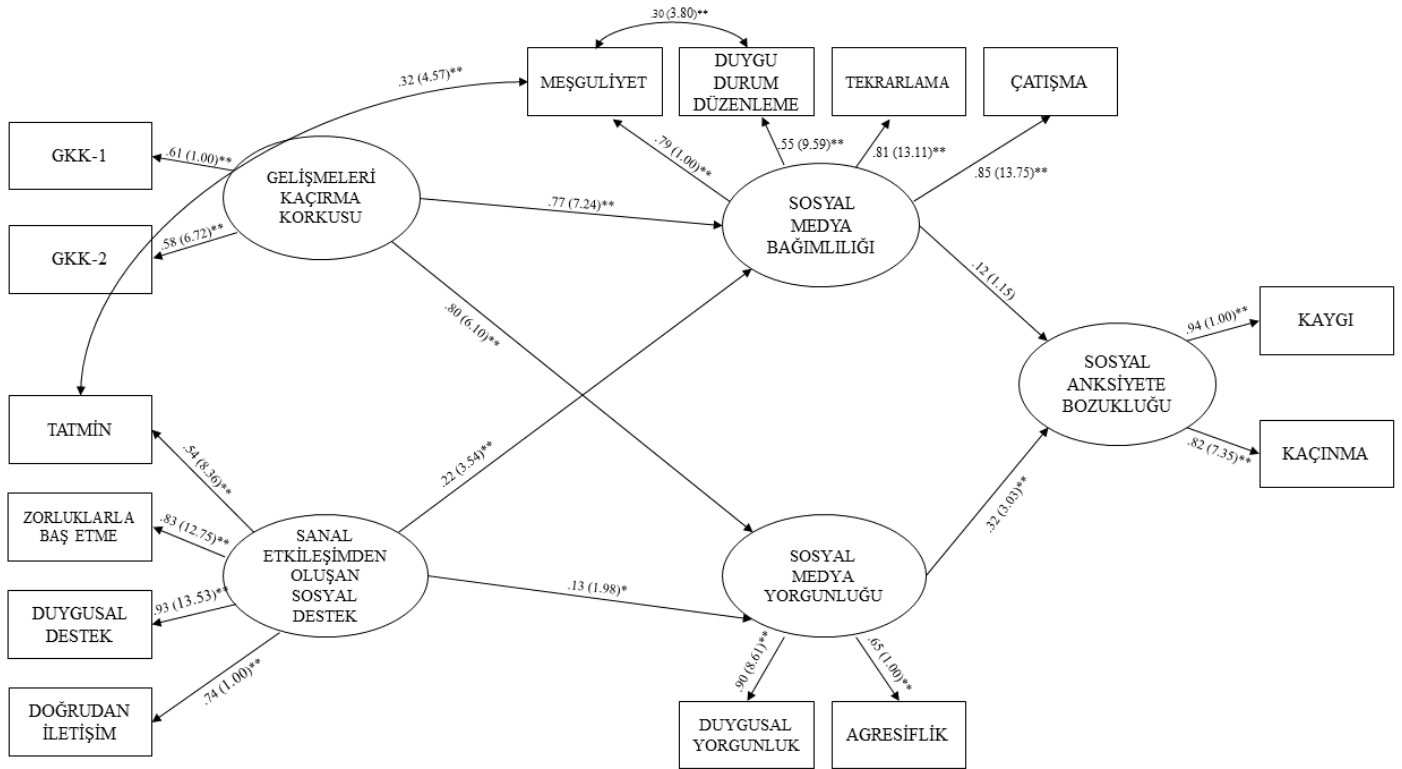 .30 (3.80)**
MEŞGULİYET
DUYGU
DURUM
DÜZENLEME
TEKRARLAMA
ÇATIŞMA
.32 (4.57)**
GKK-1
.61 (1.00)**
GELİŞMELERİ
KAÇIRMA
KORKUSU
.79 (1.00)**
.55 (9.59)**
.81 (13.11)**
.85 (13.75)**
GKK-2
.58 (6.72)**
.77 (7.24)**
SOSYAL
MEDYA
BAĞIMLILIĞI
.12 (1.15)
.80 (6.10)**
.94 (1.00)**
KAYGI
SOSYAL
ANKSİYETE
BOZUKLUĞU
.82 (7.35)**
KAÇINMA
TATMİN
.54 (8.36)**
.22 (3.54)**
.32 (3.03)**
ZORLUKLARLA
BAŞ ETME
.83 (12.75)**
SANAL
ETKİLEŞİMDEN
OLUŞAN
SOSYAL
DESTEK
.13 (1.98)*
SOSYAL
MEDYA
YORGUNLUĞU
DUYGUSAL
DESTEK
.93 (13.53)**
.74 (1.00)**
.90 (8.61)**
.65 (1.00)**
DOĞRUDAN
İLETİŞİM
DUYGUSAL
YORGUNLUK
AGRESİFLİK